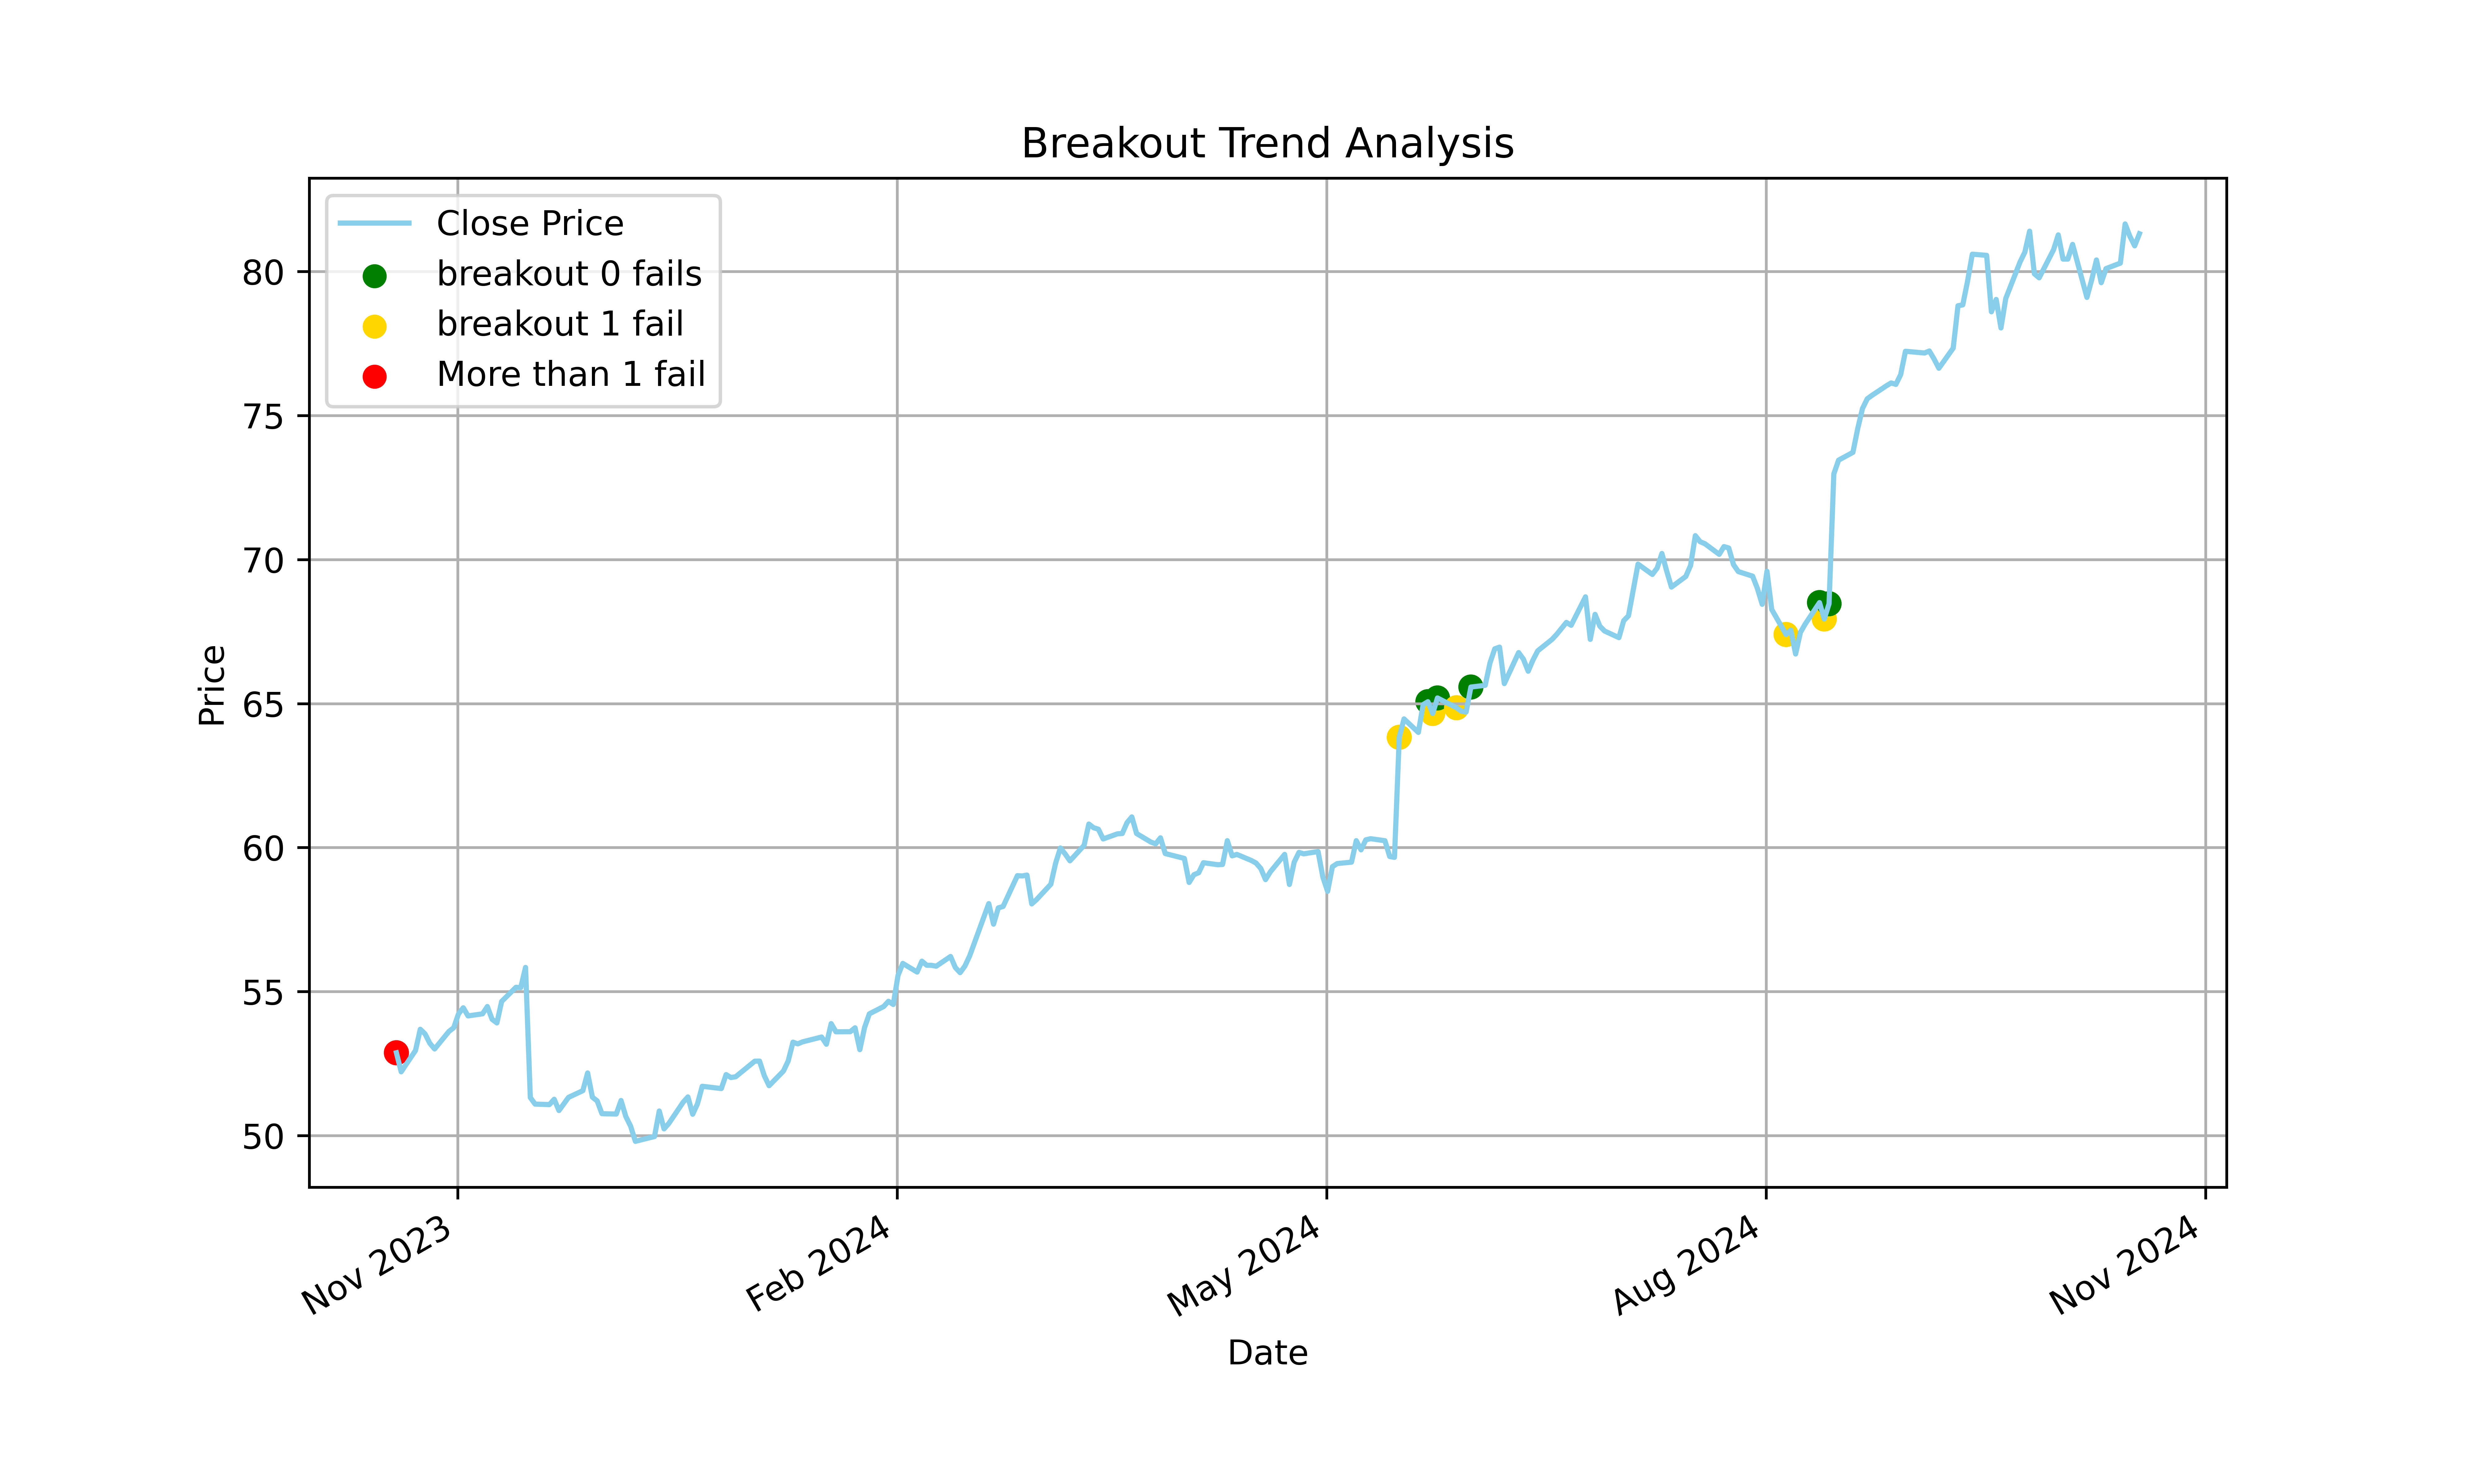 Breakout Trend Analysis
Close Price
breakout 0 fails
breakout 1 fail
More than 1 fail
80
75
70
65
60
55
50
Price
Nov 2023
Feb 2024
May 2024
Aug 2024
Nov 2024
Date